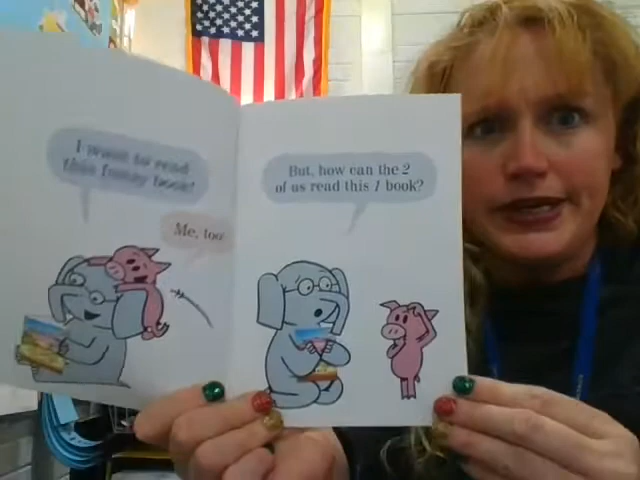 I want to read
this funny book!
Me, too!
But, how can the 2
of us read this 1 book?